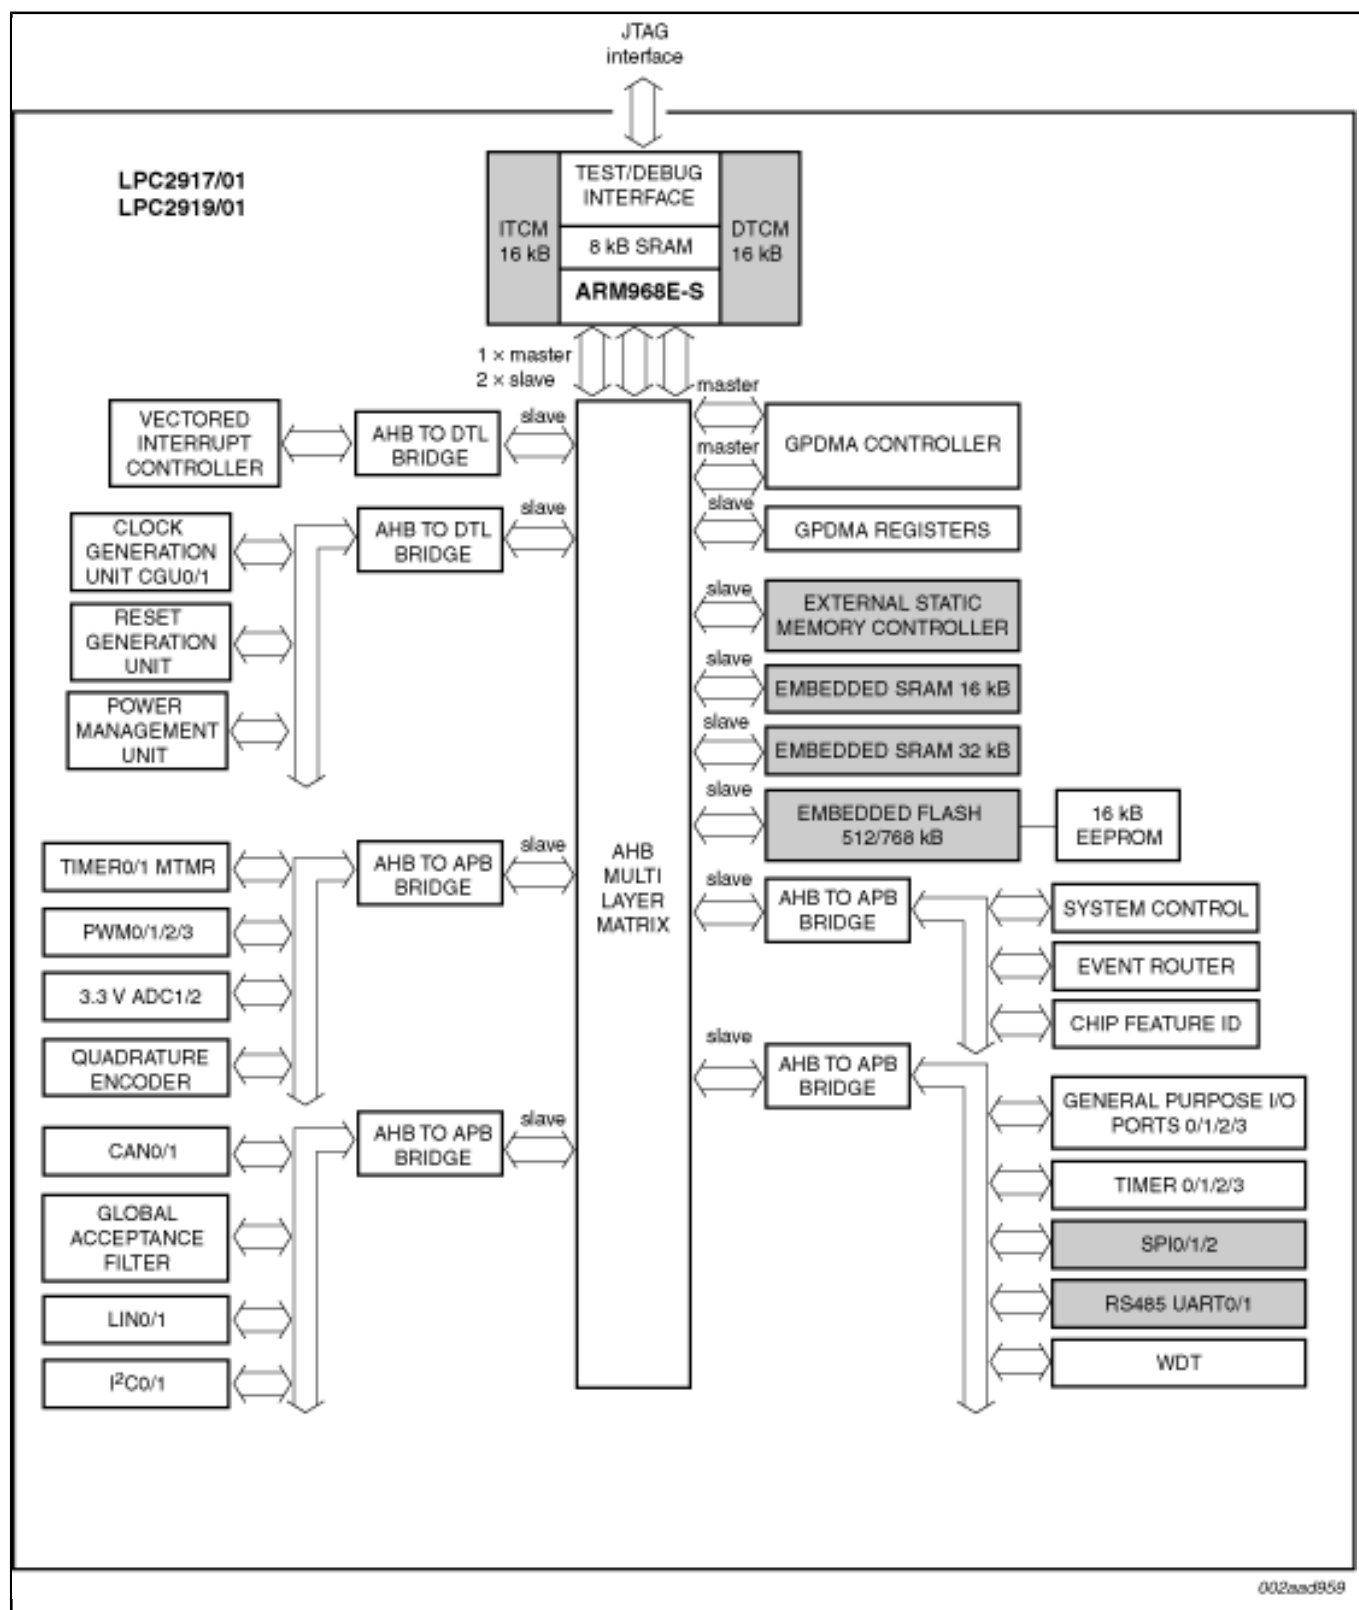 JTAG
interface
LPC2917/01
LPC2919/01
ITCM
16 kB
TEST/DEBUG
INTERFACE
8 kB SRAM
ARM968E-S
DTCM
16 kB
1 × master
2 × slave
master
master
slave
GPDMA CONTROLLER
GPDMA REGISTERS
VECTORED
INTERRUPT
CONTROLLER
AHB TO DTL
BRIDGE
slave
CLOCK
GENERATION
UNIT CGU0/1
AHB TO DTL
BRIDGE
slave
RESET
GENERATION
UNIT
POWER
MANAGEMENT
UNIT
slave
EXTERNAL STATIC
MEMORY CONTROLLER
slave
EMBEDDED SRAM 16 kB
slave
EMBEDDED SRAM 32 kB
slave
EMBEDDED FLASH
512/768 kB
16 kB
EEPROM
AHB
MULTI
LAYER
MATRIX
TIMER0/1 MTMR
AHB TO APB
BRIDGE
slave
PWM0/1/2/3
3.3 V ADC1/2
QUADRATURE
ENCODER
slave
AHB TO APB
BRIDGE
SYSTEM CONTROL
EVENT ROUTER
CHIP FEATURE ID
slave
AHB TO APB
BRIDGE
GENERAL PURPOSE I/O
PORTS 0/1/2/3
TIMER 0/1/2/3
SPI0/1/2
RS485 UART0/1
WDT
CAN0/1
AHB TO APB
BRIDGE
slave
GLOBAL
ACCEPTANCE
FILTER
LIN0/1
I²C0/1
002aad959